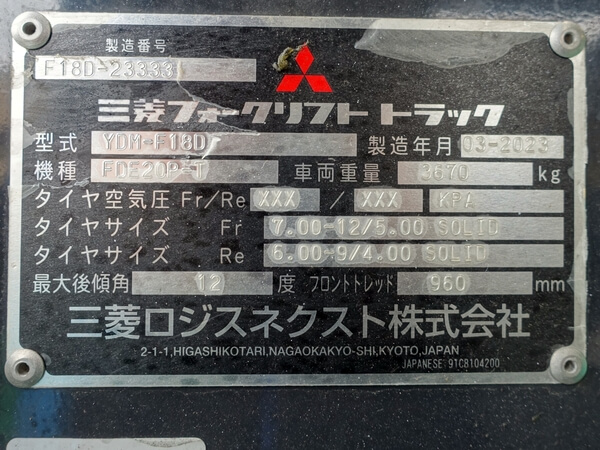 製造番号
F18D-23333
三菱フォークリフト トラック
型式 YDM-F18D 製造年月 03-2023
機種 FDE20P-T 車両重量 3670 kg
タイヤ空気圧 Fr/Re XXX / XXX KPA
タイヤサイズ Fr 7.00-12/5.00 SOLID
タイヤサイズ Re 6.00-9/4.00 SOLID
最大後傾角 12 度 フロントトレッド 960 mm
三菱ロジスネクスト株式会社
2-1-1,HIGASHIKOTARI,NAGAOKAKYO-SHI,KYOTO,JAPAN
JAPANESE 91C8104200